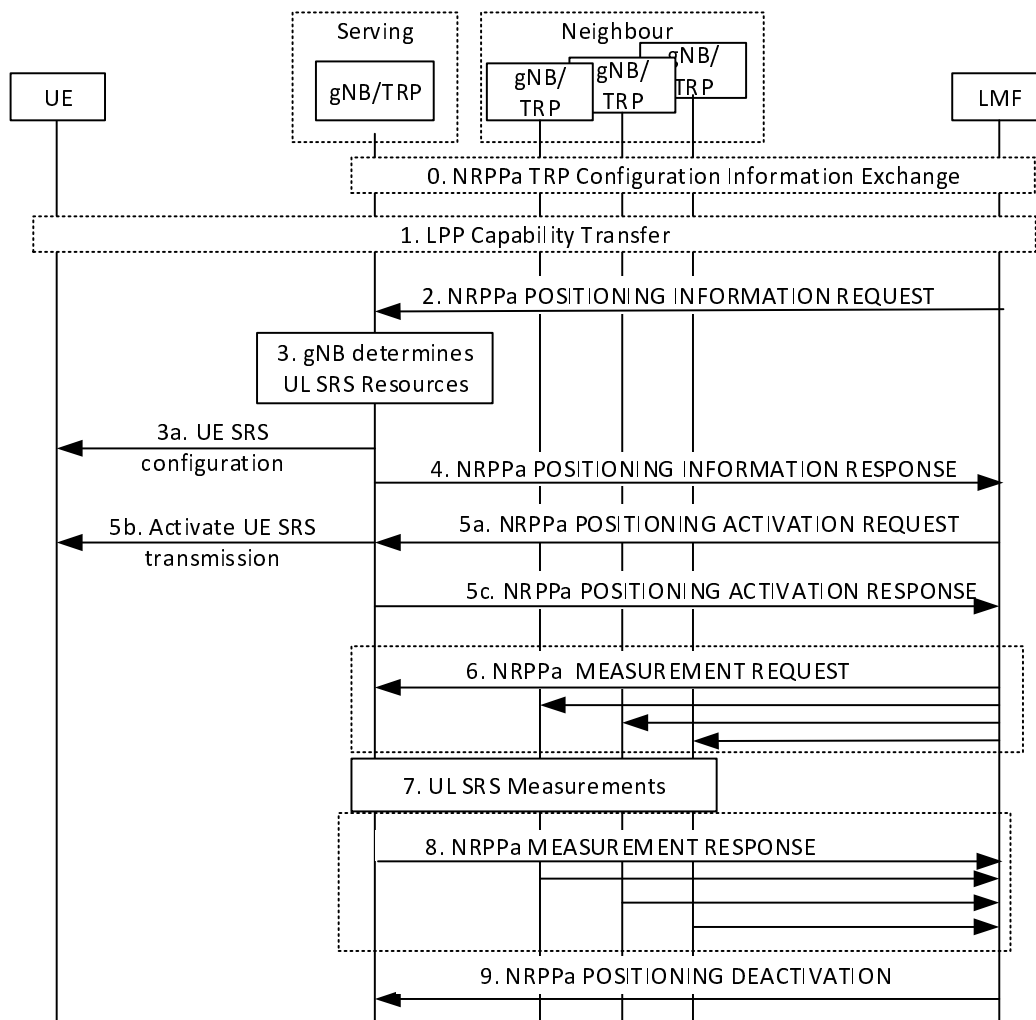 Serving
Neighbour
gNB/TRP
gNB/
TRP
gNB/
TRP
gNB/
TRP
UE
LMF
0. NRPPa TRP Configuration Information Exchange
1. LPP Capability Transfer
2. NRPPa POSITIONING INFORMATION REQUEST
3. gNB determines
UL SRS Resources
3a. UE SRS
configuration
4. NRPPa POSITIONING INFORMATION RESPONSE
5b. Activate UE SRS
transmission
5a. NRPPa POSITIONING ACTIVATION REQUEST
5c. NRPPa POSITIONING ACTIVATION RESPONSE
6. NRPPa MEASUREMENT REQUEST
7. UL SRS Measurements
8. NRPPa MEASUREMENT RESPONSE
9. NRPPa POSITIONING DEACTIVATION